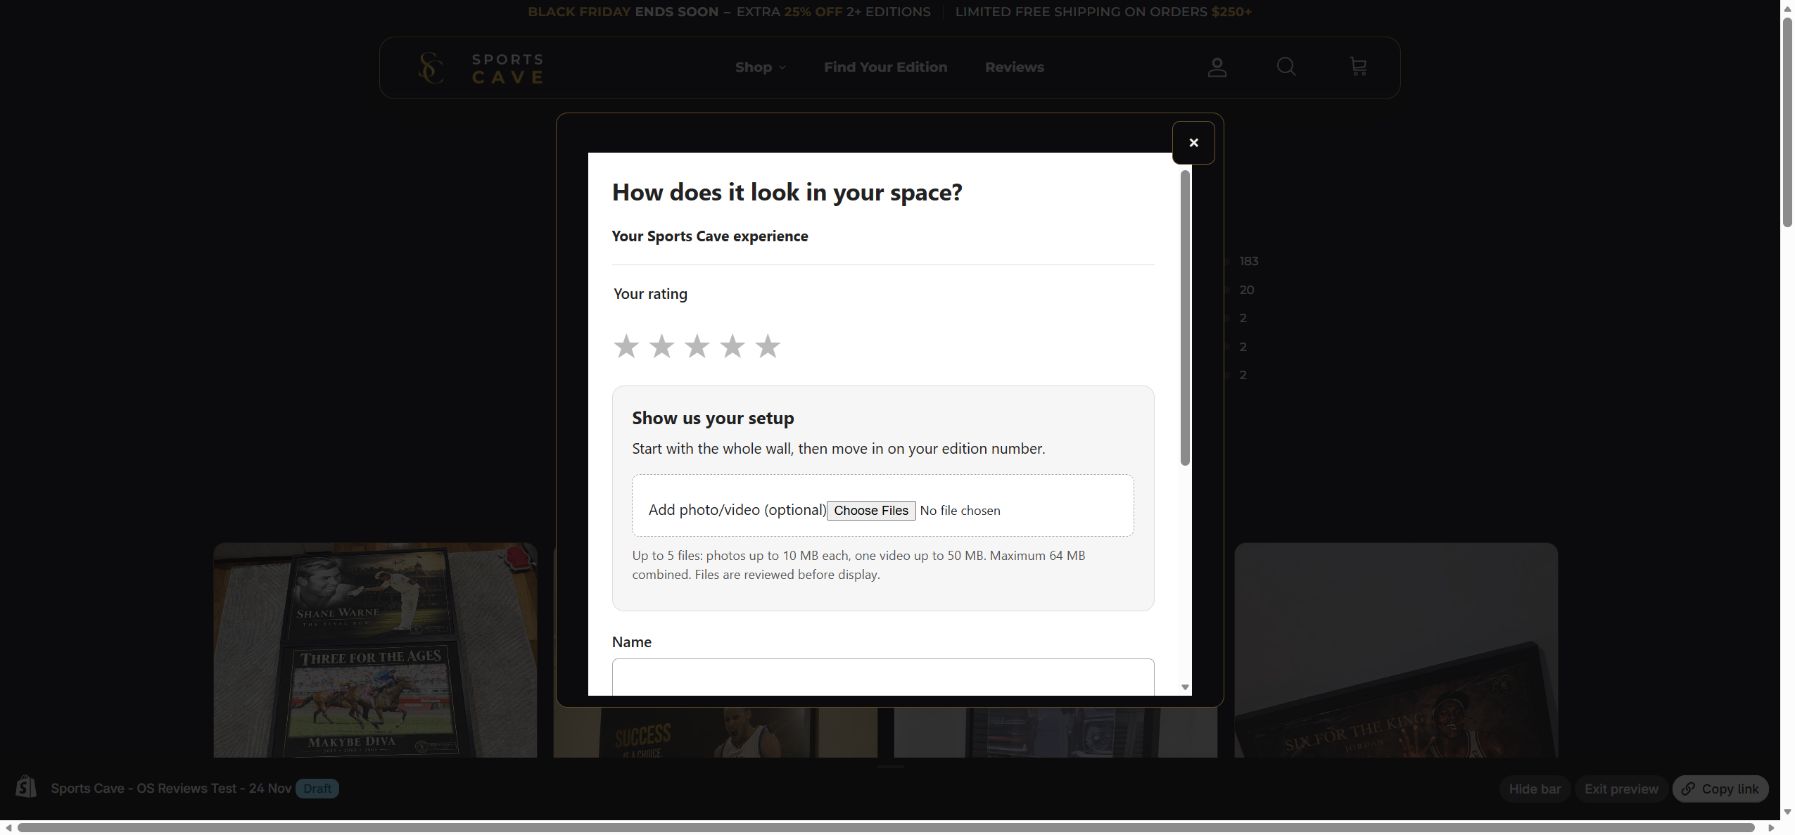 BLACK FRIDAY ENDS SOON – EXTRA 25% OFF 2+ EDITIONS
LIMITED FREE SHIPPING ON ORDERS $250+
SPORTS
CAVE
Shop
Find Your Edition
Reviews
×
How does it look in your space?
Your Sports Cave experience
Your rating
183
20
2
2
2
Show us your setup
Start with the whole wall, then move in on your edition number.
Add photo/video (optional) Choose Files No file chosen
Up to 5 files: photos up to 10 MB each, one video up to 50 MB. Maximum 64 MB
combined. Files are reviewed before display.
Name
SHANE WARNE
THREE FOR THE AGES
MAKYBE DIVA
SUCCESS
IS A CHOICE
SIX FOR THE KING
JORDAN
Sports Cave - OS Reviews Test - 24 Nov Draft
Hide bar
Exit preview
Copy link